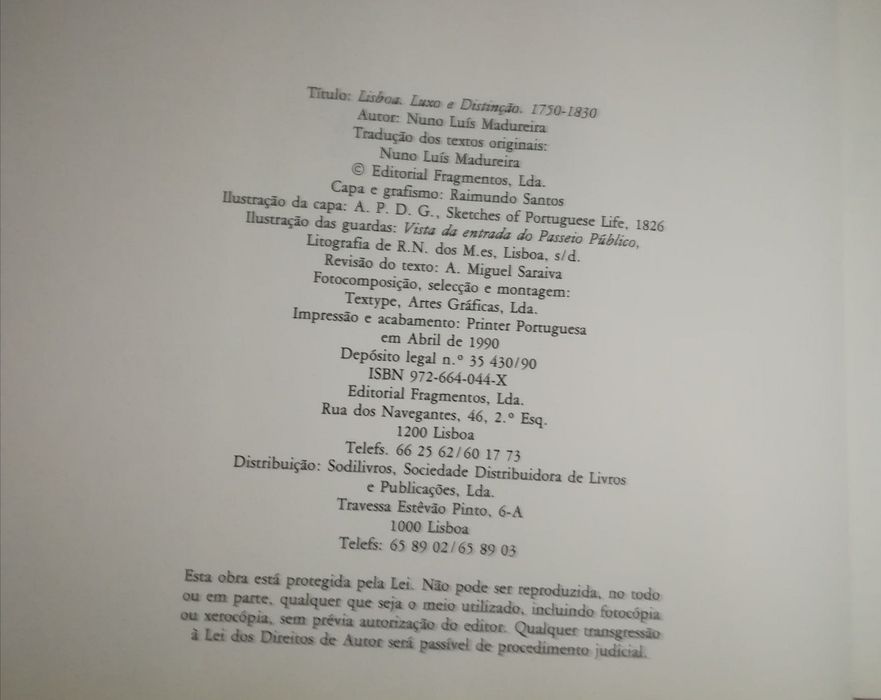 Título: Lisboa. Luxo e Distinção. 1750-1830
Autor: Nuno Luís Madureira
Tradução dos textos originais:
Nuno Luís Madureira
© Editorial Fragmentos, Lda.
Capa e grafismo: Raimundo Santos
Ilustração da capa: A. P. D. G., Sketches of Portuguese Life, 1826
Ilustração das guardas: Vista da entrada do Passeio Público,
Litografia de R.N. dos M.es, Lisboa, s/d.
Revisão do texto: A. Miguel Saraiva
Fotocomposição, selecção e montagem:
Textype, Artes Gráficas, Lda.
Impressão e acabamento: Printer Portuguesa
em Abril de 1990
Depósito legal n.º 35 430/90
ISBN 972-664-044-X
Editorial Fragmentos, Lda.
Rua dos Navegantes, 46, 2.º Esq.
1200 Lisboa
Telefs. 66 25 62/60 17 73
Distribuição: Sodilivros, Sociedade Distribuidora de Livros
e Publicações, Lda.
Travessa Estêvão Pinto, 6-A
1000 Lisboa
Telefs: 65 89 02/65 89 03
Esta obra está protegida pela Lei. Não pode ser reproduzida, no todo
ou em parte, qualquer que seja o meio utilizado, incluindo fotocópia
ou xerocópia, sem prévia autorização do editor. Qualquer transgressão
à Lei dos Direitos de Autor será passível de procedimento judicial.